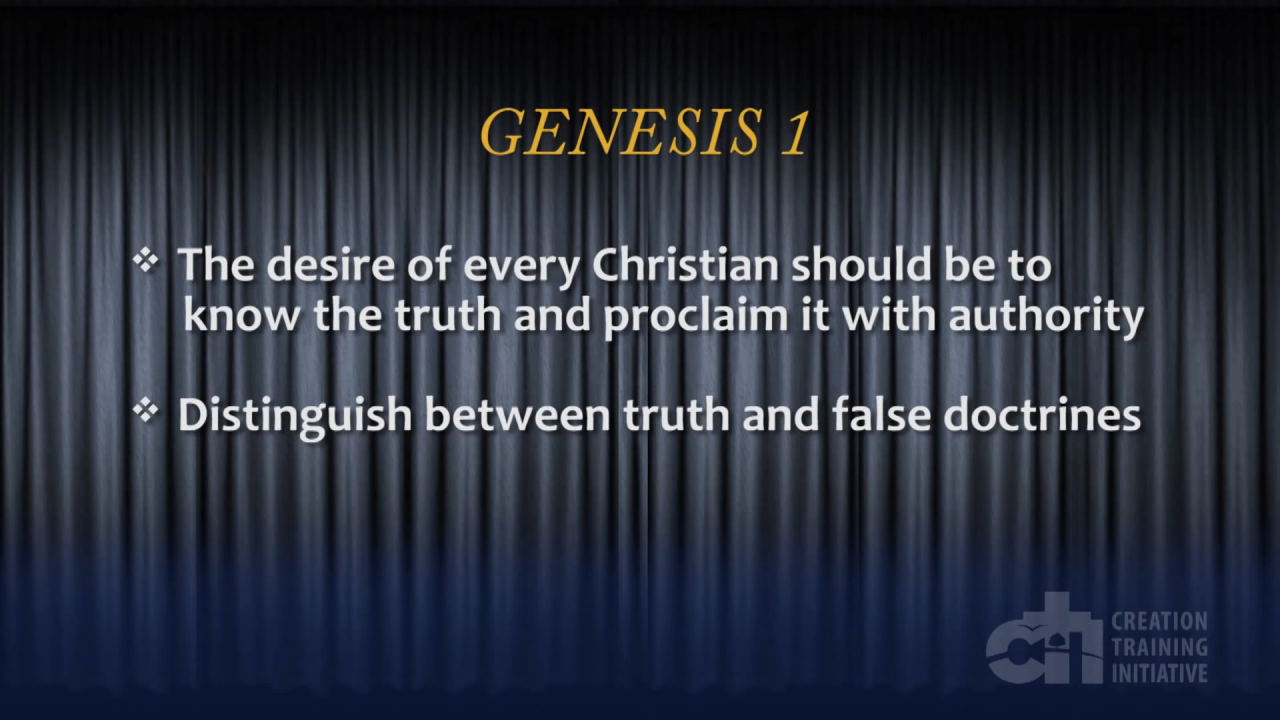 GENESIS 1
❖ The desire of every Christian should be to
know the truth and proclaim it with authority
❖ Distinguish between truth and false doctrines
CREATION
TRAINING
INITIATIVE